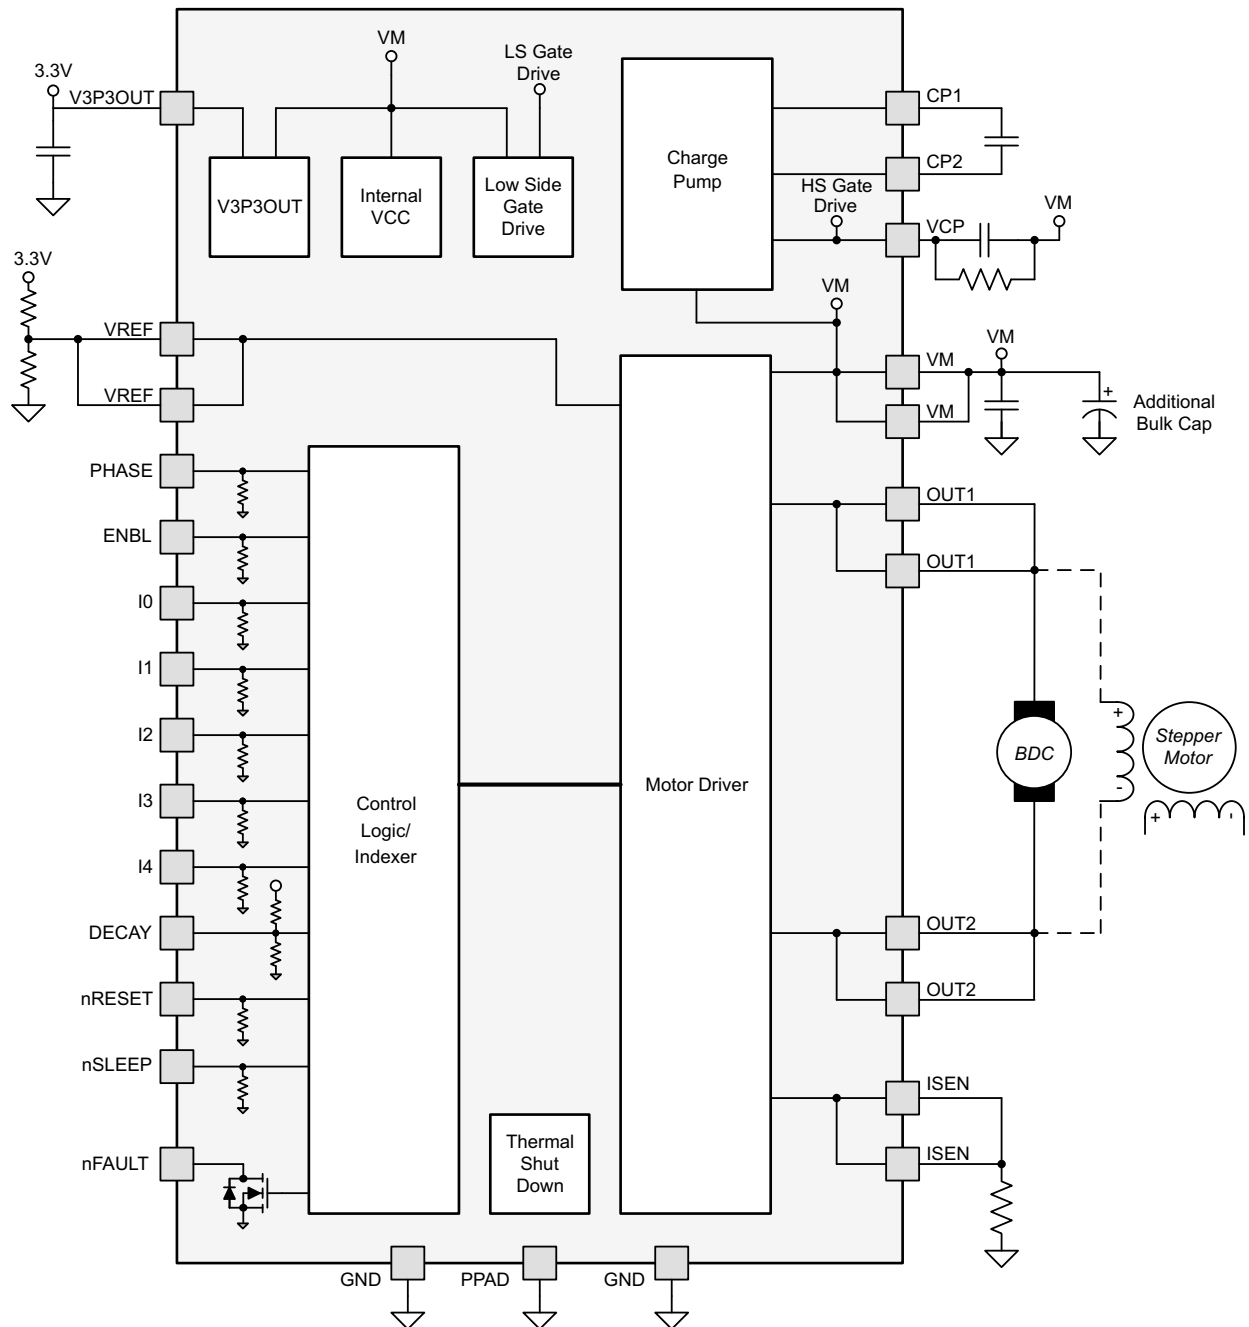 VM
LS Gate
Drive
3.3V
V3P3OUT
CP1
Charge
Pump
CP2
V3P3OUT
Internal
VCC
Low Side
Gate
Drive
HS Gate
Drive
VM
VCP
3.3V
VM
VREF
VM
VM
VREF
VM
+
Additional
Bulk Cap
PHASE
OUT1
ENBL
OUT1
I0
I1
I2
+
-
BDC
Stepper
Motor
I3
Control
Logic/
Indexer
Motor Driver
+
-
I4
DECAY
OUT2
nRESET
OUT2
nSLEEP
ISEN
nFAULT
Thermal
Shut
Down
ISEN
GND
PPAD
GND